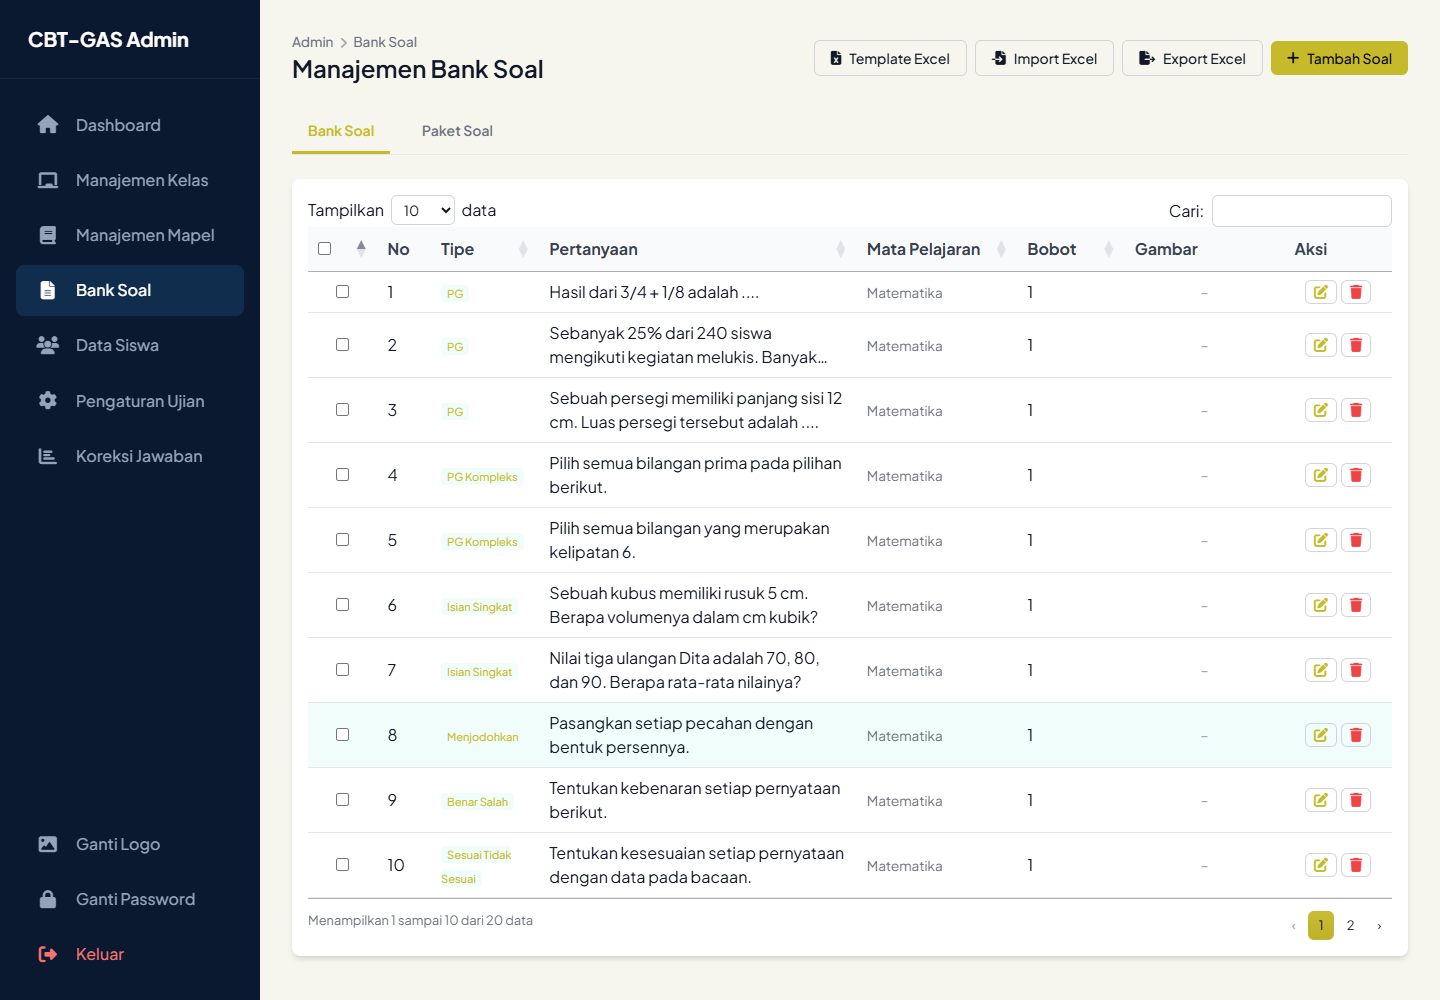 CBT-GAS Admin
Dashboard
Manajemen Kelas
Manajemen Mapel
Bank Soal
Data Siswa
Pengaturan Ujian
Koreksi Jawaban
Ganti Logo
Ganti Password
Keluar
Admin > Bank Soal
Manajemen Bank Soal
Template Excel
Import Excel
Export Excel
+ Tambah Soal
Bank Soal
Paket Soal
Tampilkan 10 data
Cari:
No Tipe Pertanyaan Mata Pelajaran Bobot Gambar Aksi
1 PG Hasil dari 3/4 + 1/8 adalah .... Matematika 1 –
2 PG Sebanyak 25% dari 240 siswa
mengikuti kegiatan melukis. Banyak... Matematika 1 –
3 PG Sebuah persegi memiliki panjang sisi 12
cm. Luas persegi tersebut adalah .... Matematika 1 –
4 PG Kompleks Pilih semua bilangan prima pada pilihan
berikut. Matematika 1 –
5 PG Kompleks Pilih semua bilangan yang merupakan
kelipatan 6. Matematika 1 –
6 Isian Singkat Sebuah kubus memiliki rusuk 5 cm.
Berapa volumenya dalam cm kubik? Matematika 1 –
7 Isian Singkat Nilai tiga ulangan Dita adalah 70, 80,
dan 90. Berapa rata-rata nilainya? Matematika 1 –
8 Menjodohkan Pasangkan setiap pecahan dengan
bentuk persennya. Matematika 1 –
9 Benar Salah Tentukan kebenaran setiap pernyataan
berikut. Matematika 1 –
10 Sesuai Tidak
Sesuai Tentukan kesesuaian setiap pernyataan
dengan data pada bacaan. Matematika 1 –
Menampilkan 1 sampai 10 dari 20 data
‹ 1 2 ›